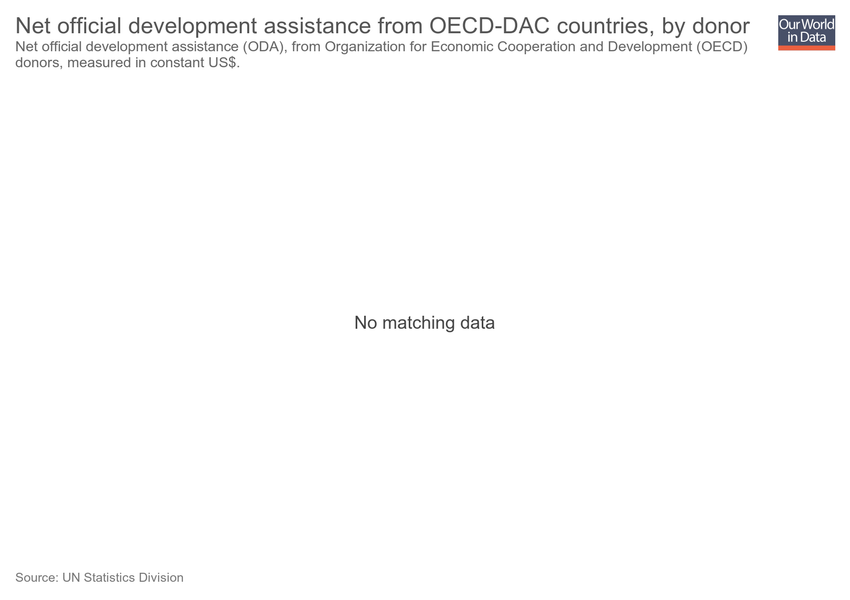 Net official development assistance from OECD-DAC countries, by donor
Our World
in Data
Net official development assistance (ODA), from Organization for Economic Cooperation and Development (OECD)
donors, measured in constant US$.
No matching data
Source: UN Statistics Division